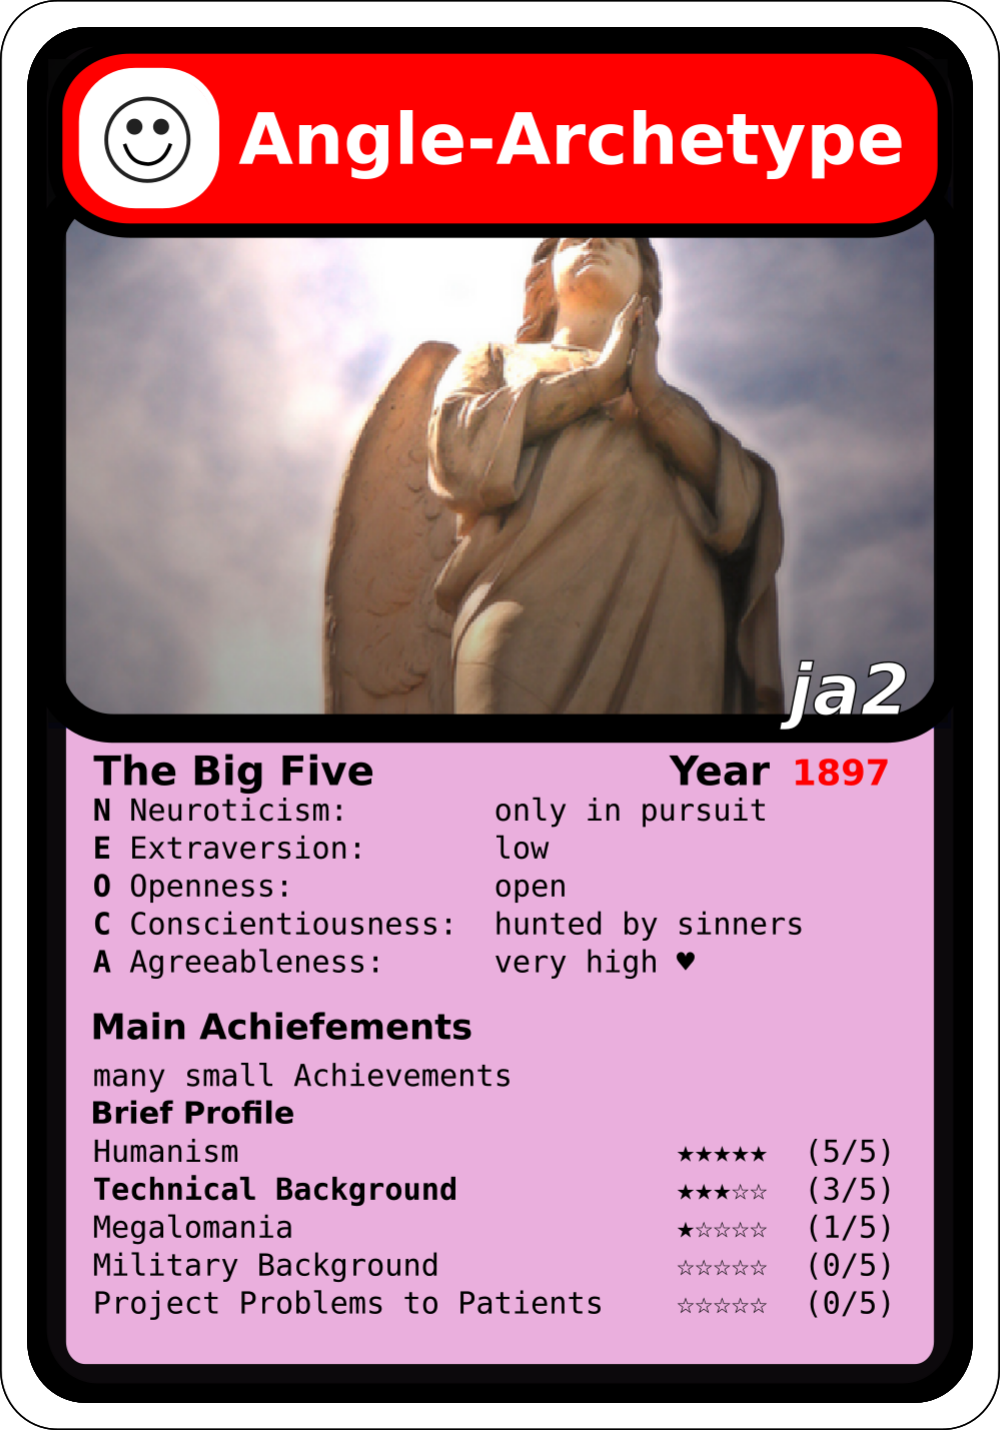 Angle-Archetype
ja2
The Big Five Year 1897
N Neuroticism: only in pursuit
E Extraversion: low
O Openness: open
C Conscientiousness: hunted by sinners
A Agreeableness: very high ♥
Main Achiefements
many small Achievements
Brief Profile
Humanism ★★★★★ (5/5)
Technical Background ★★★☆☆ (3/5)
Megalomania ★☆☆☆☆ (1/5)
Military Background ☆☆☆☆☆ (0/5)
Project Problems to Patients ☆☆☆☆☆ (0/5)